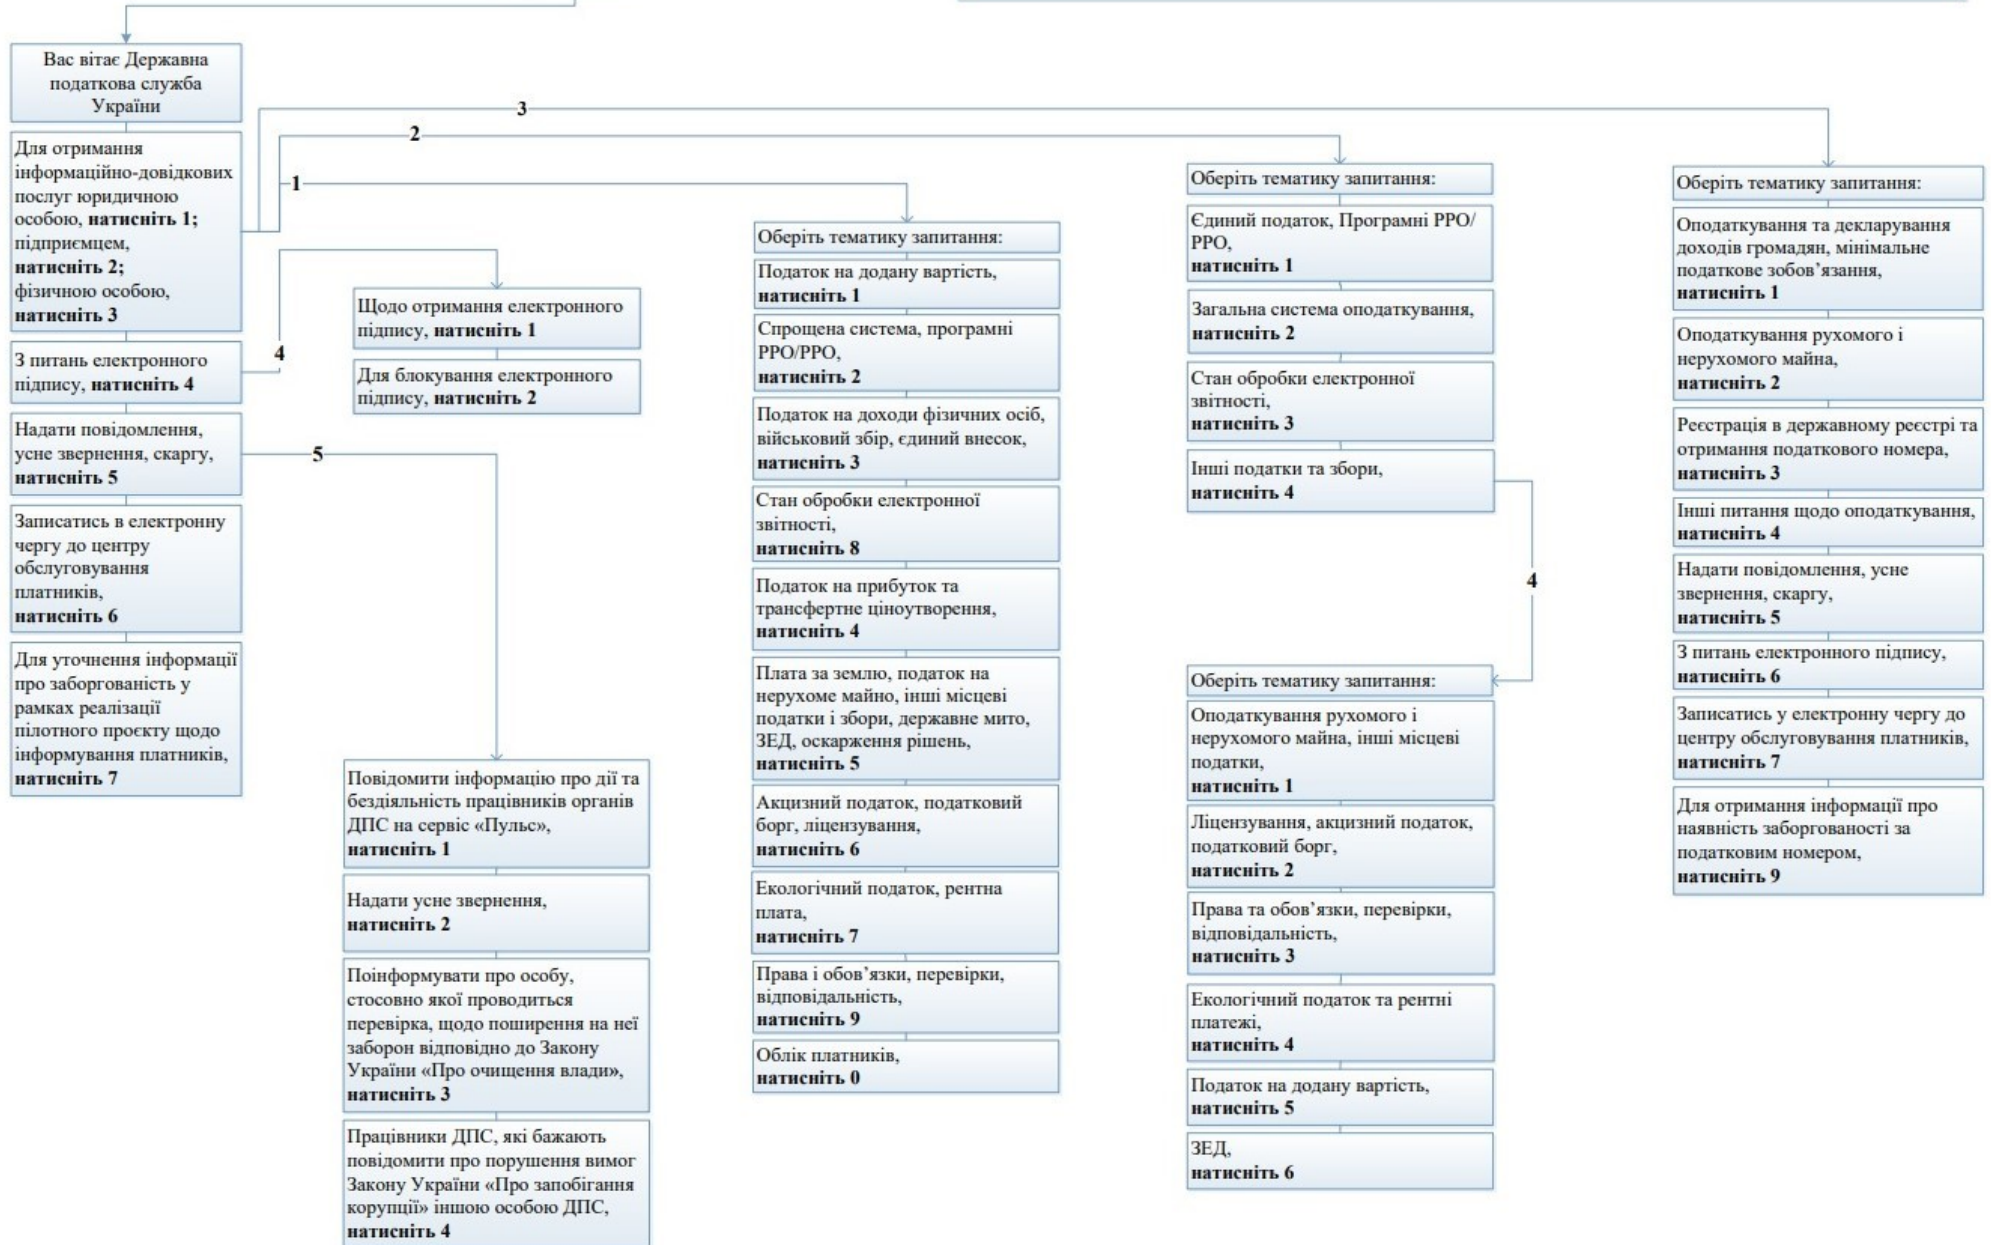 Вас вітає Державна
податкова служба
України
Для отримання
інформаційно-довідкових
послуг юридичною
особою, натисніть 1;
підприємцем,
натисніть 2;
фізичною особою,
натисніть 3
З питань електронного
підпису, натисніть 4
Надати повідомлення,
усне звернення, скаргу,
натисніть 5
Записатись в електронну
чергу до центру
обслуговування
платників,
натисніть 6
Для уточнення інформації
про заборгованість у
рамках реалізації
пілотного проєкту щодо
інформування платників,
натисніть 7
3
2
1
4
5
Щодо отримання електронного
підпису, натисніть 1
Для блокування електронного
підпису, натисніть 2
Повідомити інформацію про дії та
бездіяльність працівників органів
ДПС на сервіс «Пульс»,
натисніть 1
Надати усне звернення,
натисніть 2
Поінформувати про особу,
стосовно якої проводиться
перевірка, щодо поширення на неї
заборон відповідно до Закону
України «Про очищення влади»,
натисніть 3
Працівники ДПС, які бажають
повідомити про порушення вимог
Закону України «Про запобігання
корупції» іншою особою ДПС,
натисніть 4
Оберіть тематику запитання:
Податок на додану вартість,
натисніть 1
Спрощена система, програмні
РРО/РРО,
натисніть 2
Податок на доходи фізичних осіб,
військовий збір, єдиний внесок,
натисніть 3
Стан обробки електронної
звітності,
натисніть 8
Податок на прибуток та
трансфертне ціноутворення,
натисніть 4
Плата за землю, податок на
нерухоме майно, інші місцеві
податки і збори, державне мито,
ЗЕД, оскарження рішень,
натисніть 5
Акцизний податок, податковий
борг, ліцензування,
натисніть 6
Екологічний податок, рентна
плата,
натисніть 7
Права і обов’язки, перевірки,
відповідальність,
натисніть 9
Облік платників,
натисніть 0
Оберіть тематику запитання:
Єдиний податок, Програмні РРО/
РРО,
натисніть 1
Загальна система оподаткування,
натисніть 2
Стан обробки електронної
звітності,
натисніть 3
Інші податки та збори,
натисніть 4
4
Оберіть тематику запитання:
Оподаткування рухомого і
нерухомого майна, інші місцеві
податки,
натисніть 1
Ліцензування, акцизний податок,
податковий борг,
натисніть 2
Права та обов’язки, перевірки,
відповідальність,
натисніть 3
Екологічний податок та рентні
платежі,
натисніть 4
Податок на додану вартість,
натисніть 5
ЗЕД,
натисніть 6
Оберіть тематику запитання:
Оподаткування та декларування
доходів громадян, мінімальне
податкове зобов’язання,
натисніть 1
Оподаткування рухомого і
нерухомого майна,
натисніть 2
Реєстрація в державному реєстрі та
отримання податкового номера,
натисніть 3
Інші питання щодо оподаткування,
натисніть 4
Надати повідомлення, усне
звернення, скаргу,
натисніть 5
З питань електронного підпису,
натисніть 6
Записатись у електронну чергу до
центру обслуговування платників,
натисніть 7
Для отримання інформації про
наявність заборгованості за
податковим номером,
натисніть 9